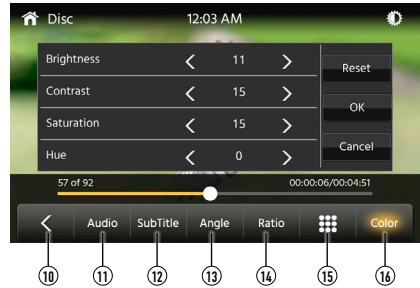 Disc 12:03 AM
Brightness 11
Contrast 15
Saturation 15
Hue 0
Reset
OK
Cancel
57 of 92 00:00:06/00:04:51
Audio SubTitle Angle Ratio Color
10 11 12 13 14 15 16